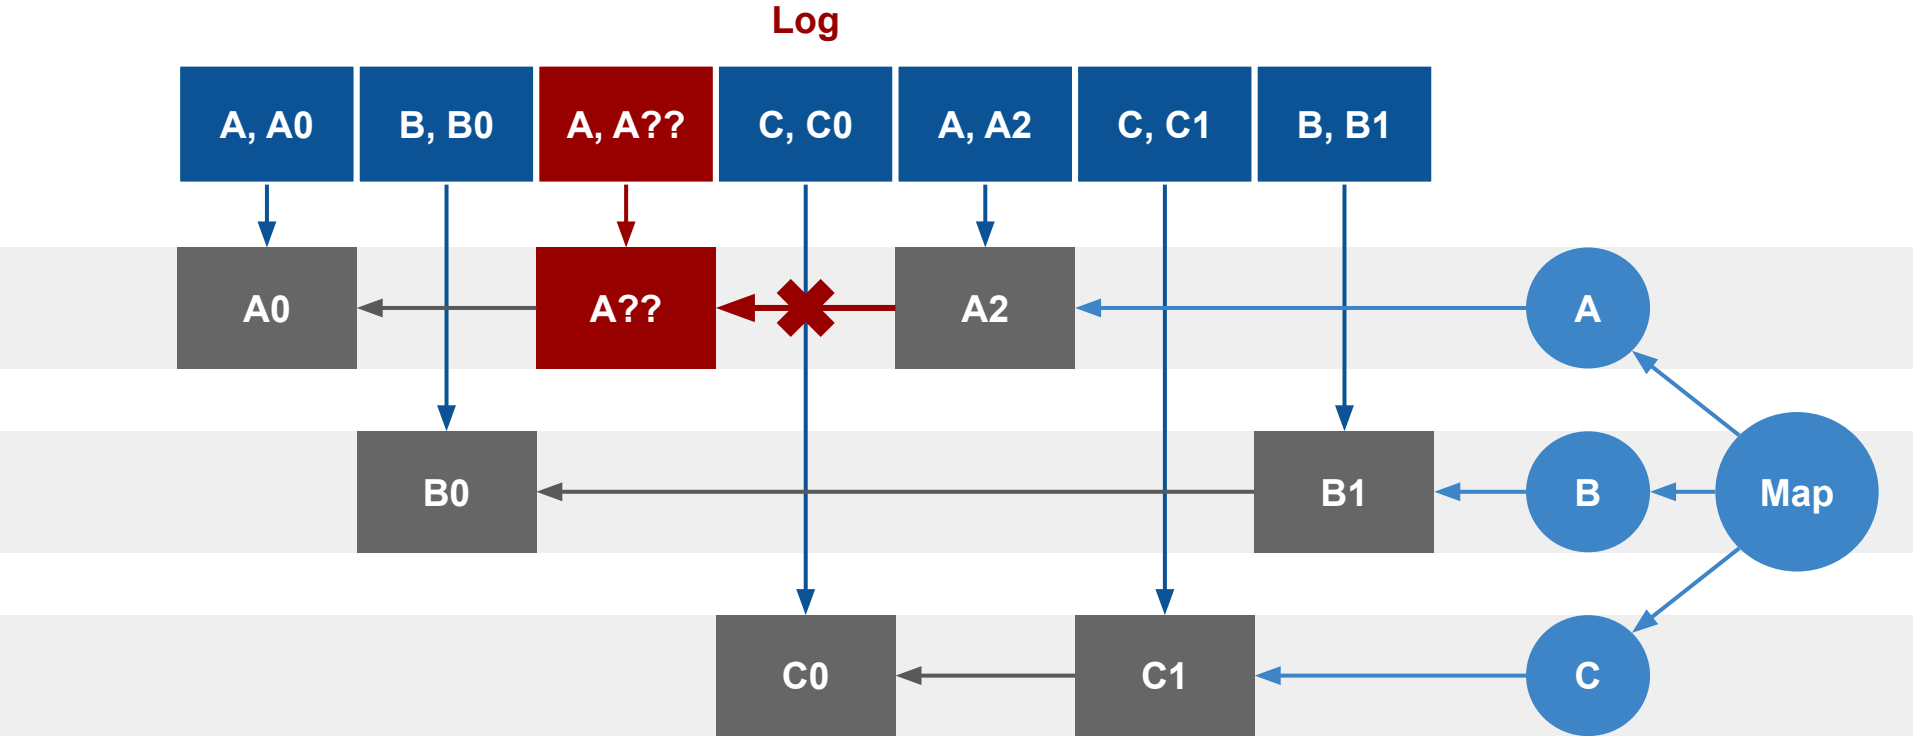 Log
A, A0
B, B0
A, A??
C, C0
A, A2
C, C1
B, B1
A0
A??
A2
A
B0
B1
B
Map
C0
C1
C